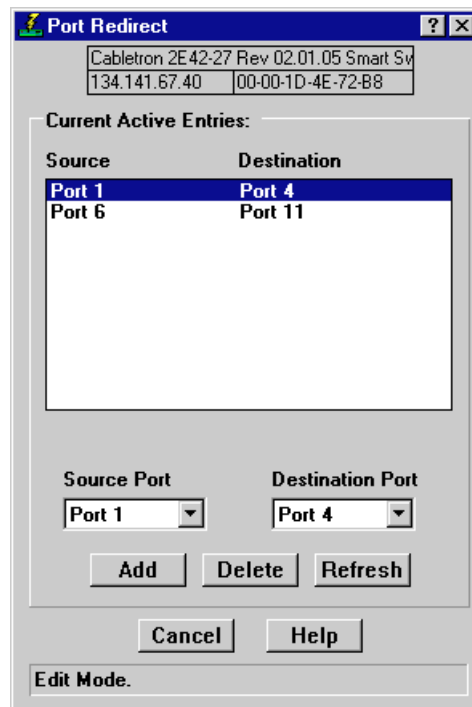 Port Redirect
Cabletron 2E42-27 Rev 02.01.05 Smart Sw
134.141.67.40 00-00-1D-4E-72-B8
Current Active Entries:
Source Destination
Port 1 Port 4
Port 6 Port 11
Source Port Destination Port
Port 1 Port 4
Add Delete Refresh
Cancel Help
Edit Mode.